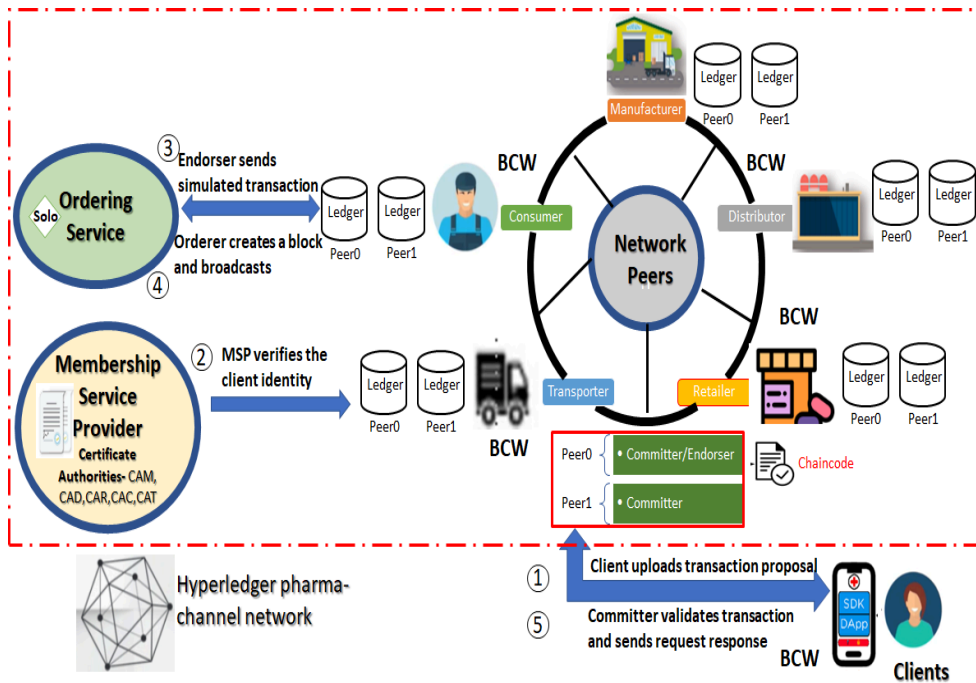 Ledger
Ledger
Manufacturer
Peer0
Peer1
③
Endorser sends
simulated transaction
BCW
BCW
Solo
Ordering
Service
Ledger
Ledger
Consumer
Distributor
Ledger
Ledger
Peer0
Peer1
Peer0
Peer1
Orderer creates a block
and broadcasts
④
Network
Peers
BCW
Membership
Service
Provider
Certificate
Authorities- CAM,
CAD,CAR,CAC,CAT
②
MSP verifies the
client identity
Ledger
Ledger
Peer0
Peer1
Transporter
Retailer
Ledger
Ledger
Peer0
Peer1
BCW
Peer0
• Committer/Endorser
Chaincode
Peer1
• Committer
Hyperledger pharma-
channel network
①
Client uploads transaction proposal
⑤
Committer validates transaction
and sends request response
SDK
DApp
BCW
Clients